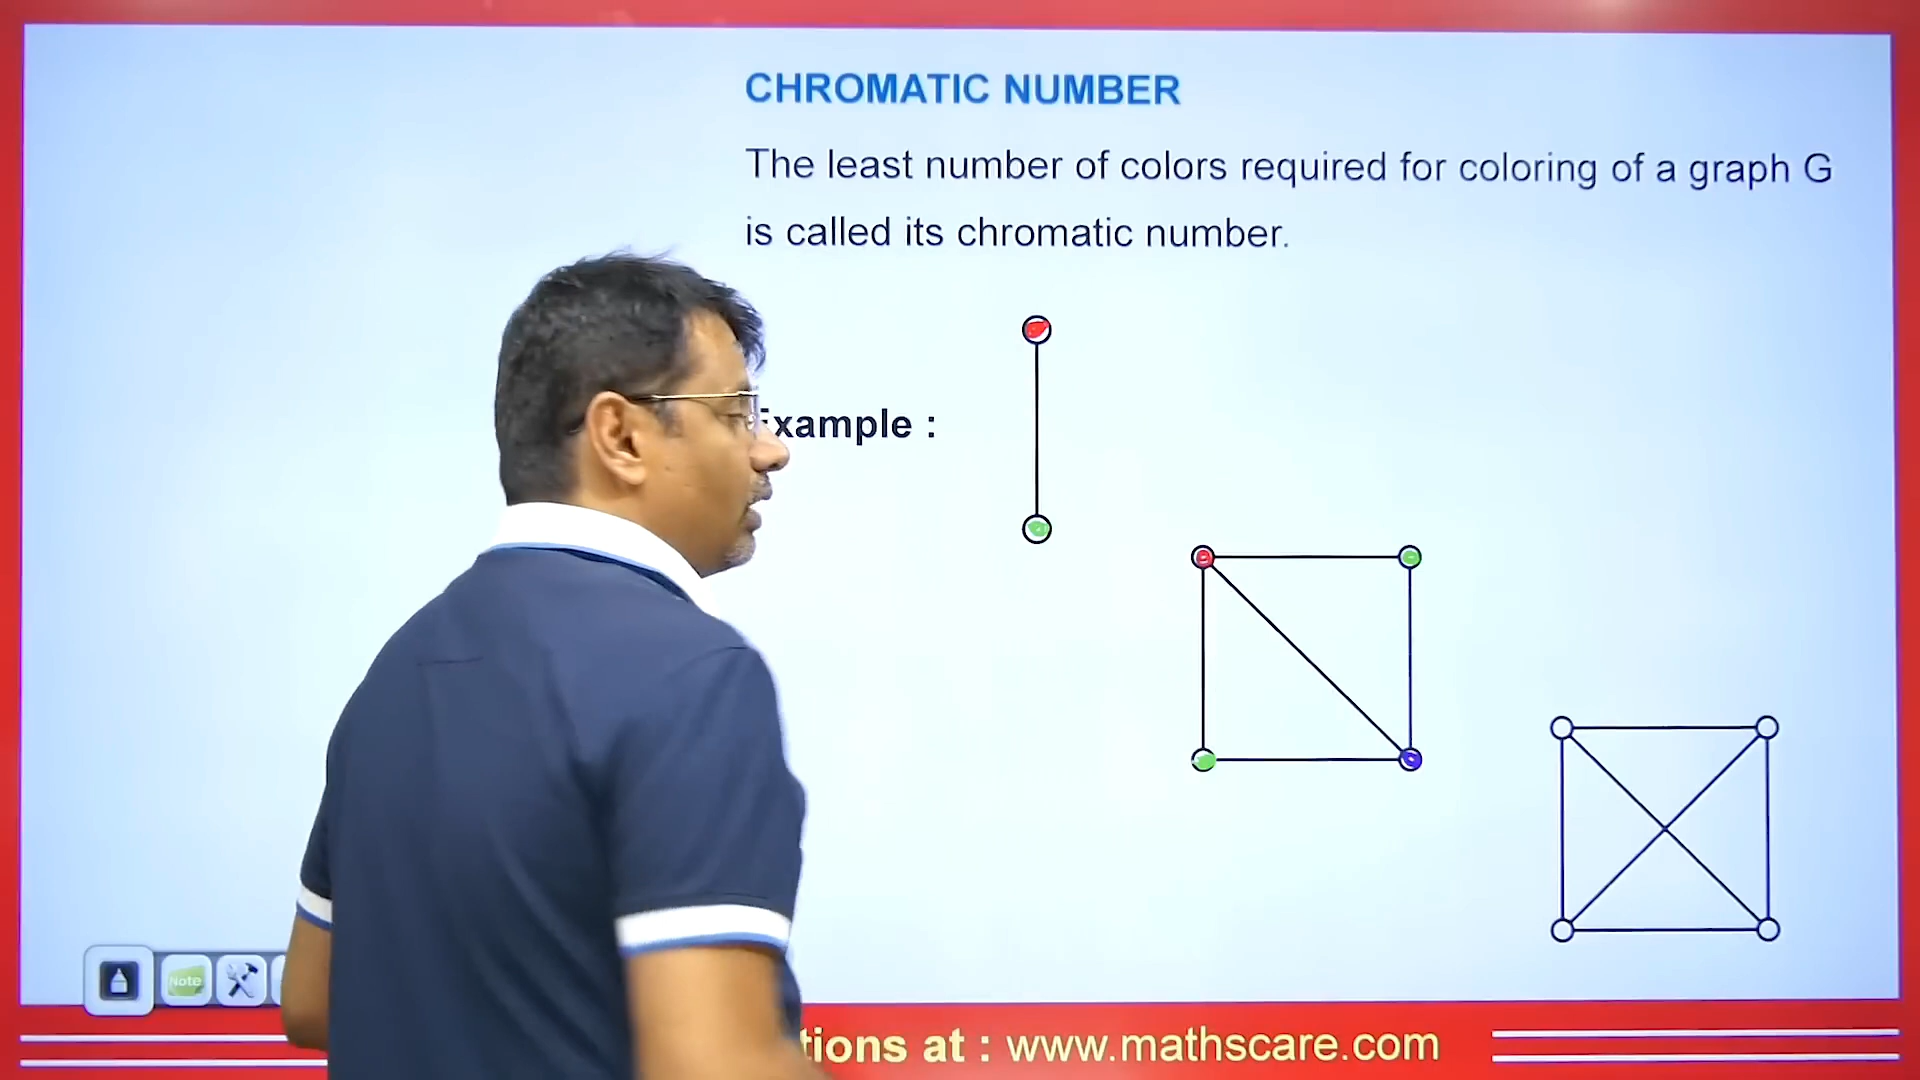 CHROMATIC NUMBER
The least number of colors required for coloring of a graph G
is called its chromatic number.
xample :
Note
tions at : www.mathscare.com